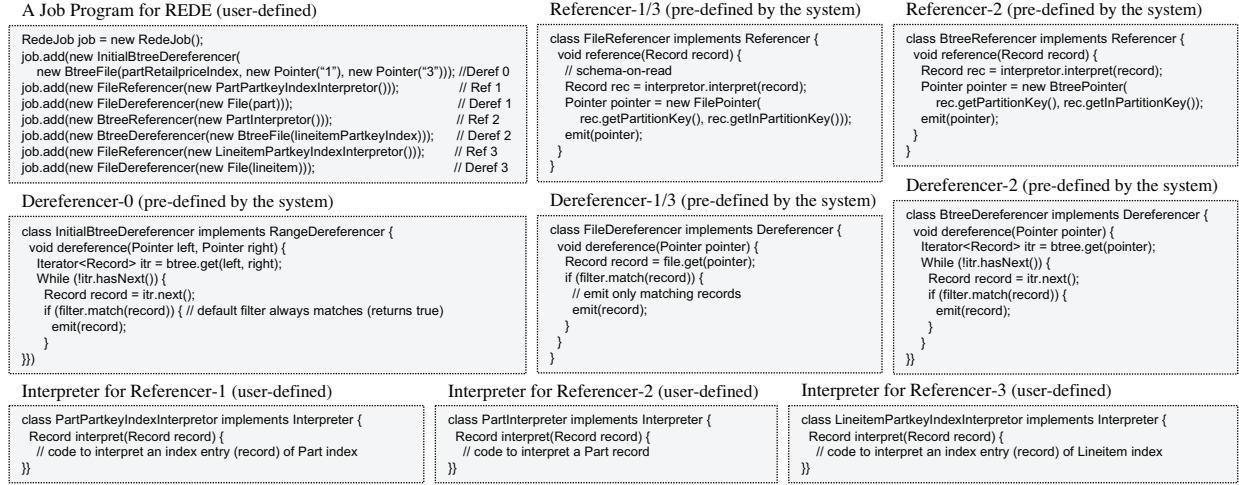 A Job Program for REDE (user-defined)
RedeJob job = new RedeJob();
job.add(new InitialBtreeDereferencer(
new BtreeFile(partRetailpriceIndex, new Pointer(“1”), new Pointer(“3”))); //Deref 0
job.add(new FileReferencer(new PartPartkeyIndexInterpretor())); // Ref 1
job.add(new FileDereferencer(new File(part))); // Deref 1
job.add(new BtreeReferencer(new PartInterpretor())); // Ref 2
job.add(new BtreeDereferencer(new BtreeFile(lineitemPartkeyIndex))); // Deref 2
job.add(new FileReferencer(new LineitemPartkeyIndexInterpretor())); // Ref 3
job.add(new FileDereferencer(new File(lineitem))); // Deref 3
Referencer-1/3 (pre-defined by the system)
class FileReferencer implements Referencer {
void reference(Record record) {
// schema-on-read
Record rec = interpretor.interpret(record);
Pointer pointer = new FilePointer(
rec.getPartitionKey(), rec.getInPartitionKey()));
emit(pointer);
}
}
Referencer-2 (pre-defined by the system)
class BtreeReferencer implements Referencer {
void reference(Record record) {
Record rec = interpretor.interpret(record);
Pointer pointer = new BtreePointer(
rec.getPartitionKey(), rec.getInPartitionKey());
emit(pointer);
}
}
Dereferencer-0 (pre-defined by the system)
class InitialBtreeDereferencer implements RangeDereferencer {
void dereference(Pointer left, Pointer right) {
Iterator<Record> itr = btree.get(left, right);
While (!itr.hasNext()) {
Record record = itr.next();
if (filter.match(record)) { // default filter always matches (returns true)
emit(record);
}
}})
Dereferencer-1/3 (pre-defined by the system)
class FileDereferencer implements Dereferencer {
void dereference(Pointer pointer) {
Record record = file.get(pointer);
if (filter.match(record)) {
// emit only matching records
emit(record);
}
}
}
Dereferencer-2 (pre-defined by the system)
class BtreeDereferencer implements Dereferencer {
void dereference(Pointer pointer) {
Iterator<Record> itr = btree.get(pointer);
While (!itr.hasNext()) {
Record record = itr.next();
if (filter.match(record)) {
emit(record);
}
}
}}
Interpreter for Referencer-1 (user-defined)
class PartPartkeyIndexInterpretor implements Interpreter {
Record interpret(Record record) {
// code to interpret an index entry (record) of Part index
}}
Interpreter for Referencer-2 (user-defined)
class PartInterpreter implements Interpreter {
Record interpret(Record record) {
// code to interpret a Part record
}}
Interpreter for Referencer-3 (user-defined)
class LineitemPartkeyIndexInterpretor implements Interpreter {
Record interpret(Record record) {
// code to interpret an index entry (record) of Lineitem index
}}